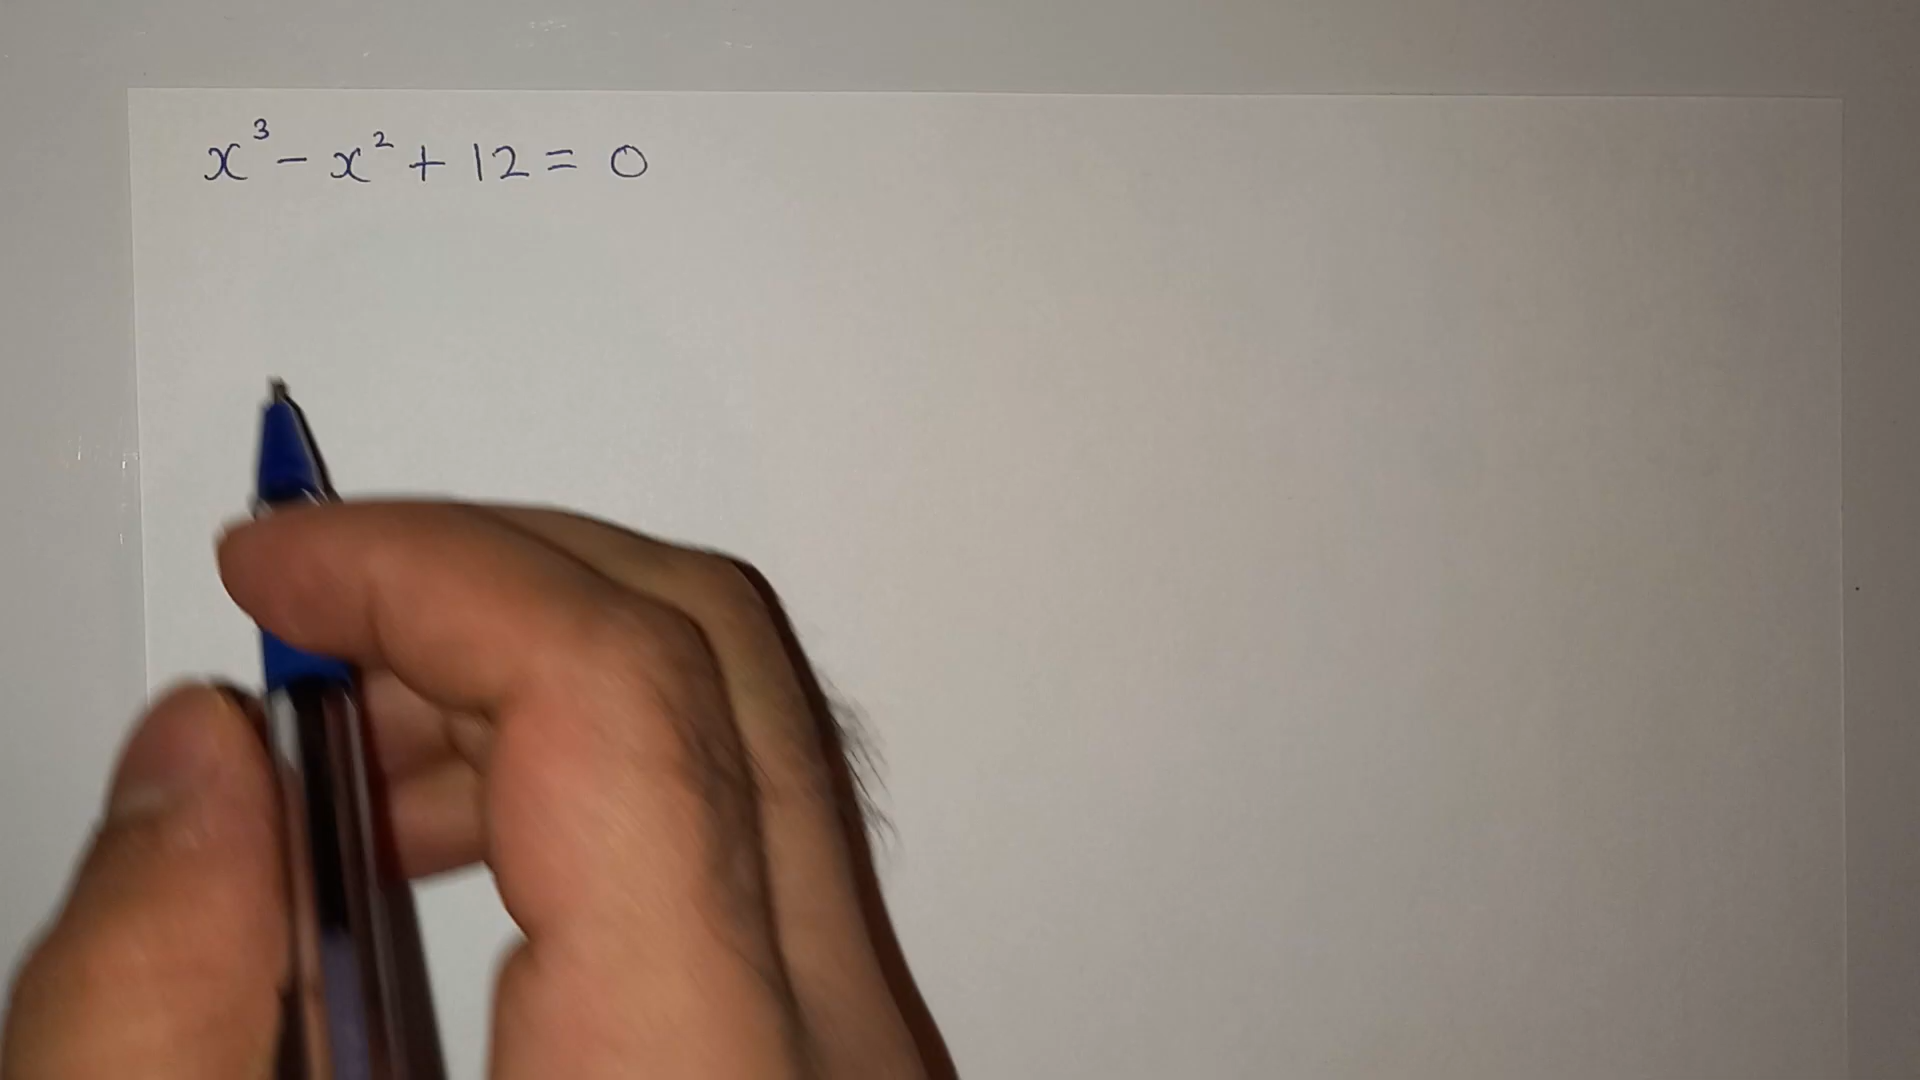 x³ - x² + 12 = 0